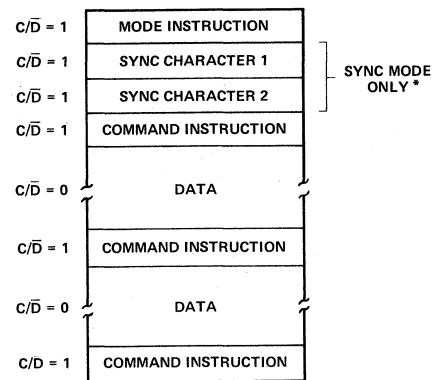 C/D̅ = 1 MODE INSTRUCTION
C/D̅ = 1 SYNC CHARACTER 1
SYNC MODE
ONLY *
C/D̅ = 1 SYNC CHARACTER 2
C/D̅ = 1 COMMAND INSTRUCTION
C/D̅ = 0 DATA
C/D̅ = 1 COMMAND INSTRUCTION
C/D̅ = 0 DATA
C/D = 1 COMMAND INSTRUCTION